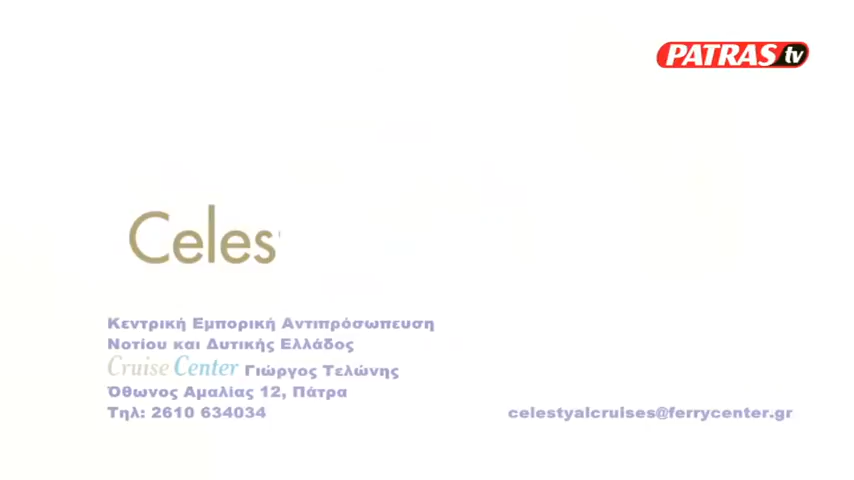 PATRAS tv
Celes
Κεντρική Εμπορική Αντιπρόσωπευση
Νοτίου και Δυτικής Ελλάδος
Cruise Center Γιώργος Τελώνης
Όθωνος Αμαλίας 12, Πάτρα
Τηλ: 2610 634034
celestyalcruises@ferrycenter.gr